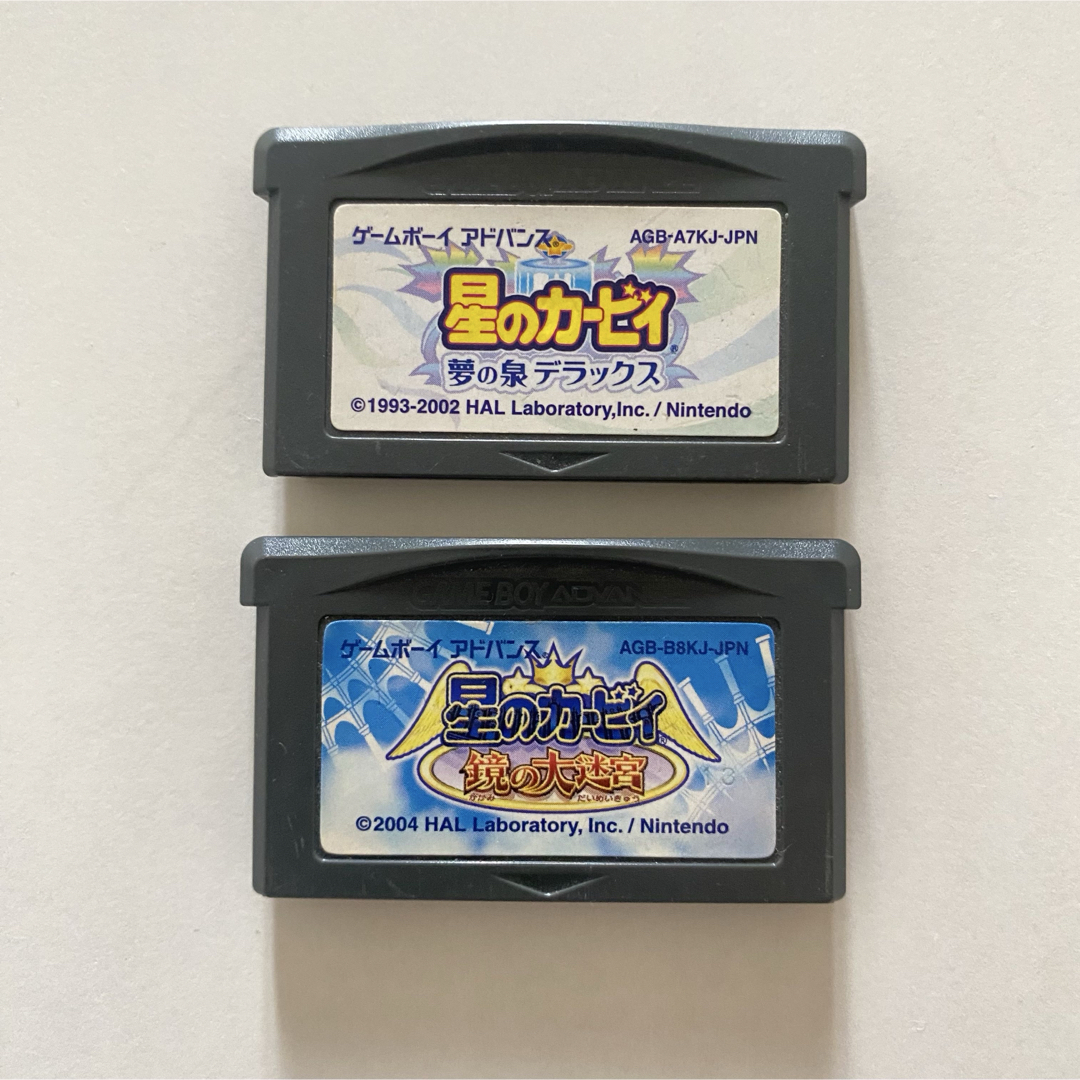 ゲームボーイ アドバンス AGB-A7KJ-JPN
星のカービィ®
夢の泉デラックス
©1993-2002 HAL Laboratory,Inc. / Nintendo
GAME BOY ADVAN
ゲームボーイ アドバンス AGB-B8KJ-JPN
星のカービィ®
鏡の大迷宮
かがみ だいめいきゅう
©2004 HAL Laboratory, Inc. / Nintendo